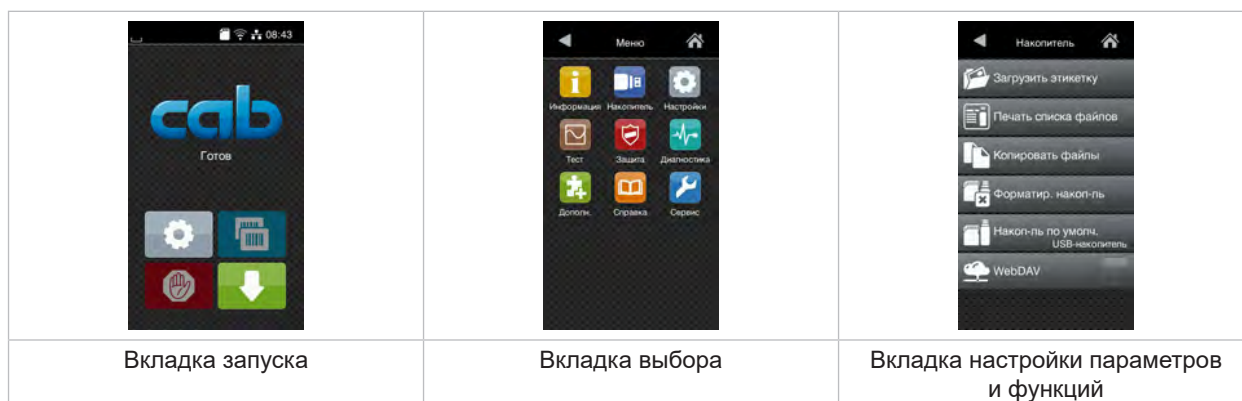 08:43
cab
Готов
Вкладка запуска
Меню
Информация Накопитель Настройки
Тест Защита Диагностика
Дополн. Справка Сервис
Вкладка выбора
Накопитель
Загрузить этикетку
Печать списка файлов
Копировать файлы
Форматир. накоп-ль
Накоп-ль по умолч.
USB-накопитель
WebDAV
Вкладка настройки параметров
и функций